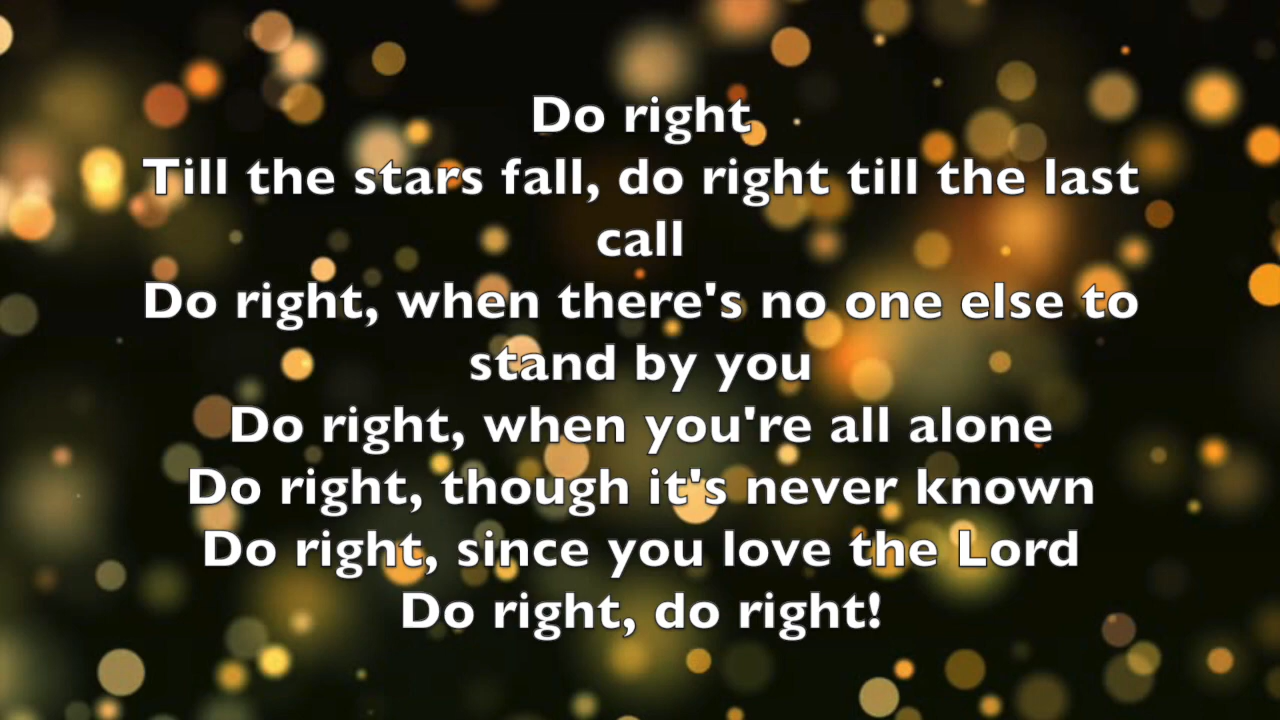 Do right
Till the stars fall, do right till the last
call
Do right, when there's no one else to
stand by you
Do right, when you're all alone
Do right, though it's never known
Do right, since you love the Lord
Do right, do right!